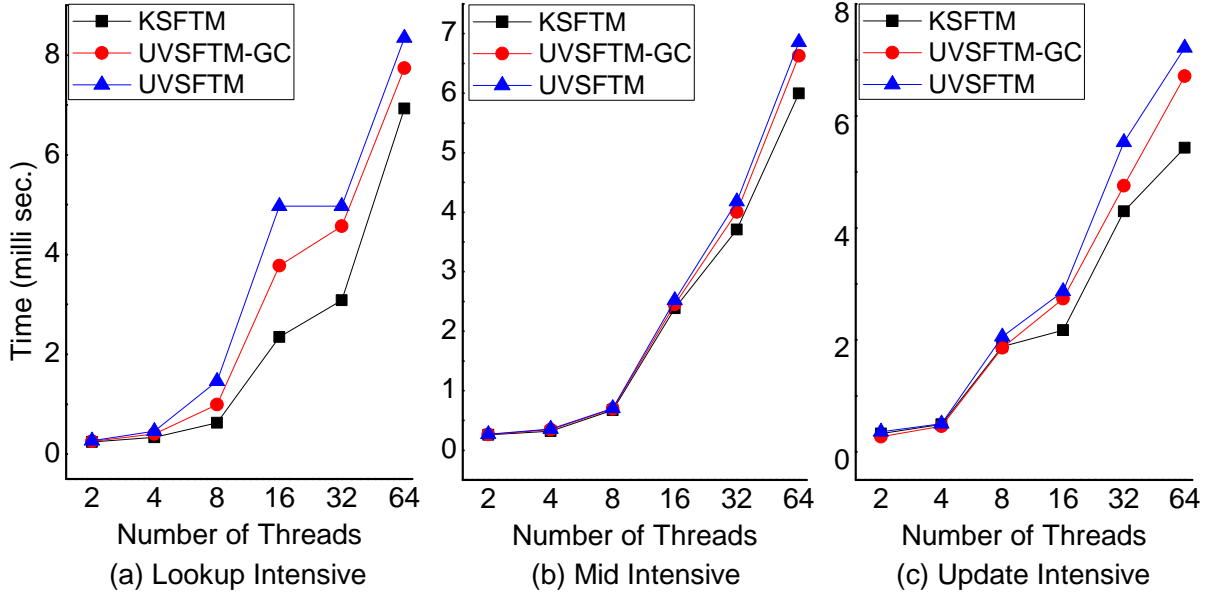 KSFTM
UVSFTM-GC
UVSFTM
8
6
4
2
0
Time (milli sec.)
2 4 8 16 32 64
Number of Threads
(a) Lookup Intensive
KSFTM
UVSFTM-GC
UVSFTM
7
6
5
4
3
2
1
0
2 4 8 16 32 64
Number of Threads
(b) Mid Intensive
KSFTM
UVSFTM-GC
UVSFTM
8
6
4
2
0
2 4 8 16 32 64
Number of Threads
(c) Update Intensive